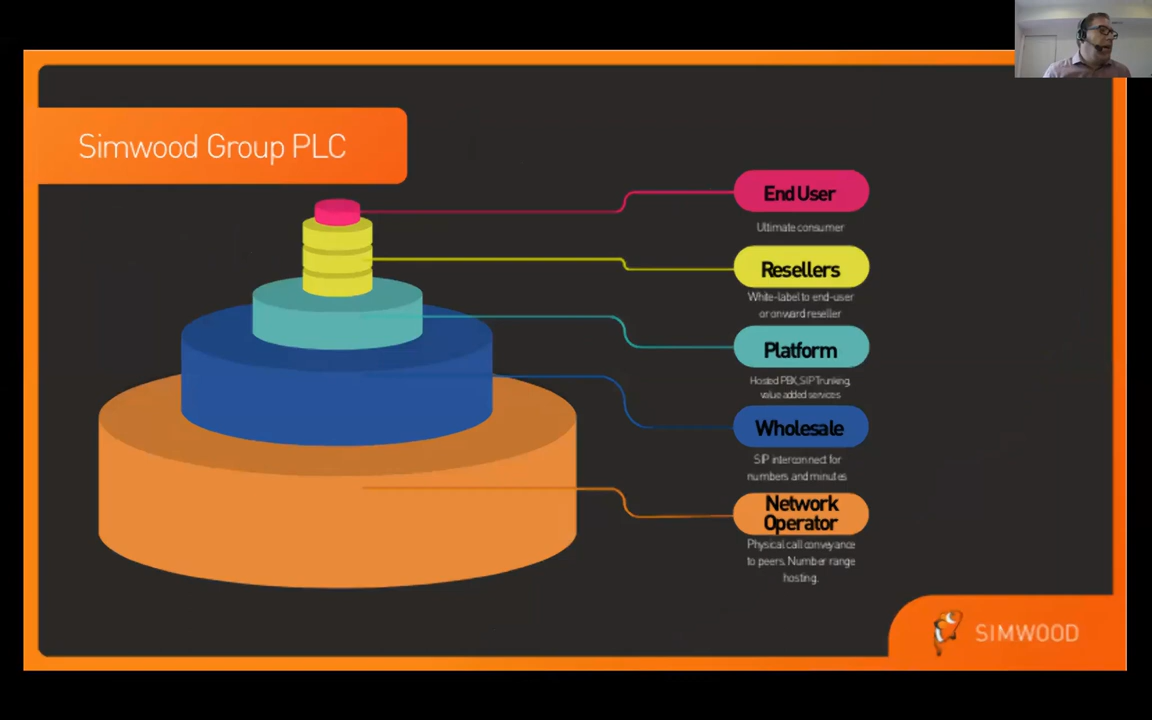 Simwood Group PLC
End User
Ultimate consumer
Resellers
White-label to end-user
or onward reseller
Platform
Hosted PBX, SIP Trunking,
value added services
Wholesale
SIP interconnect for
numbers and minutes
Network
Operator
Physical call conveyance
to peers. Number range
hosting.
SIMWOOD